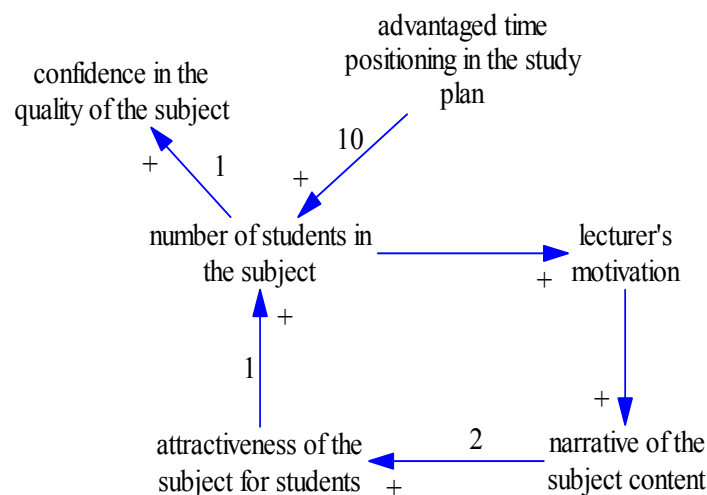 advantaged time
positioning in the study
plan
confidence in the
quality of the subject
10
+
1
+
number of students in
the subject
lecturer's
motivation
+
+
1
+
attractiveness of the
subject for students
2
+
narrative of the
subject content